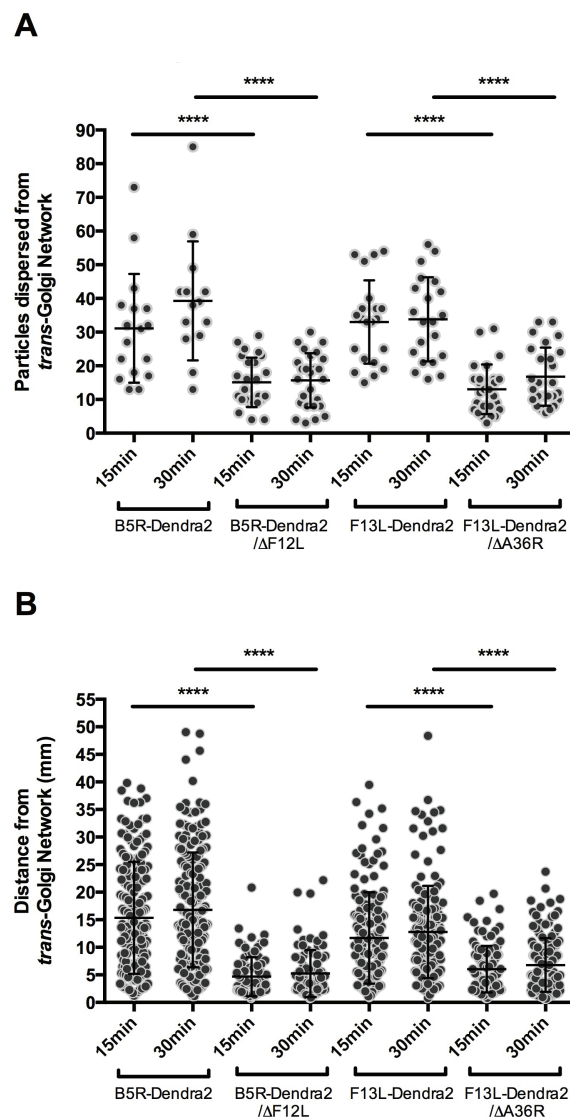 A
**** ****
**** ****
Particles dispersed from
trans-Golgi Network
90
80
70
60
50
40
30
20
10
0
15min 30min 15min 30min 15min 30min 15min 30min
B5R-Dendra2 B5R-Dendra2 F13L-Dendra2 F13L-Dendra2
/ΔF12L /ΔA36R
B
**** ****
**** ****
Distance from
trans-Golgi Network (mm)
55
50
45
40
35
30
25
20
15
10
5
0
15min 30min 15min 30min 15min 30min 15min 30min
B5R-Dendra2 B5R-Dendra2 F13L-Dendra2 F13L-Dendra2
/ΔF12L /ΔA36R